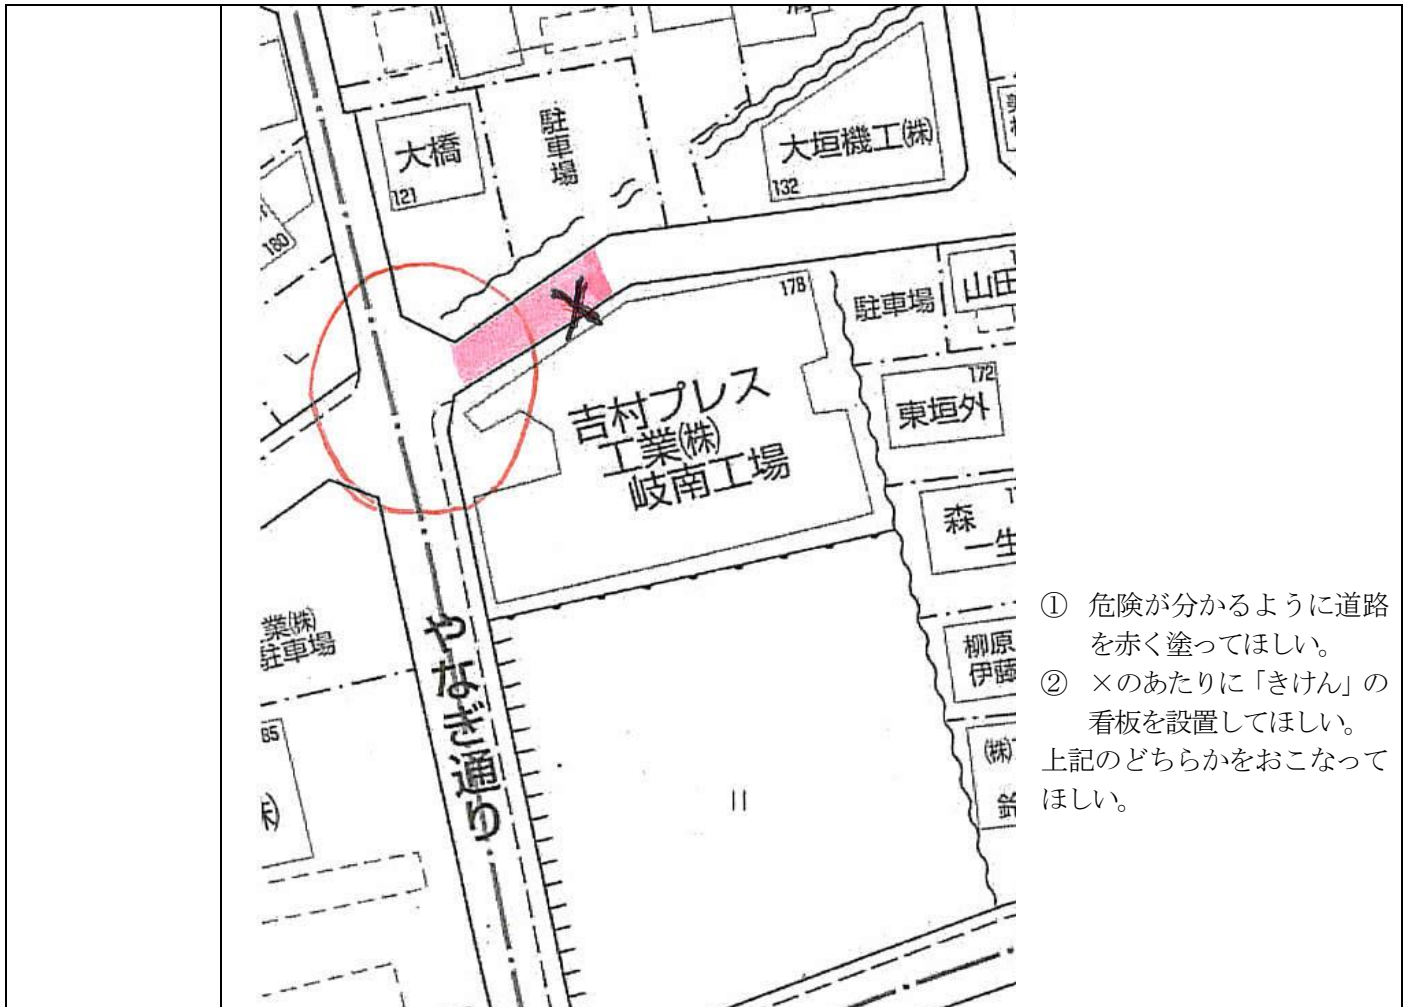 大橋
121
駐車場
大垣機工㈱
132
180
178
駐車場
山田
吉村プレス
工業㈱
岐南工場
172
東垣外
森
一生
業㈱
駐車場
やなぎ通り
柳原
伊藤
85
㈱
① 危険が分かるように道路
を赤く塗ってほしい。
② ×のあたりに「きけん」の
看板を設置してほしい。
上記のどちらかをおこなって
ほしい。